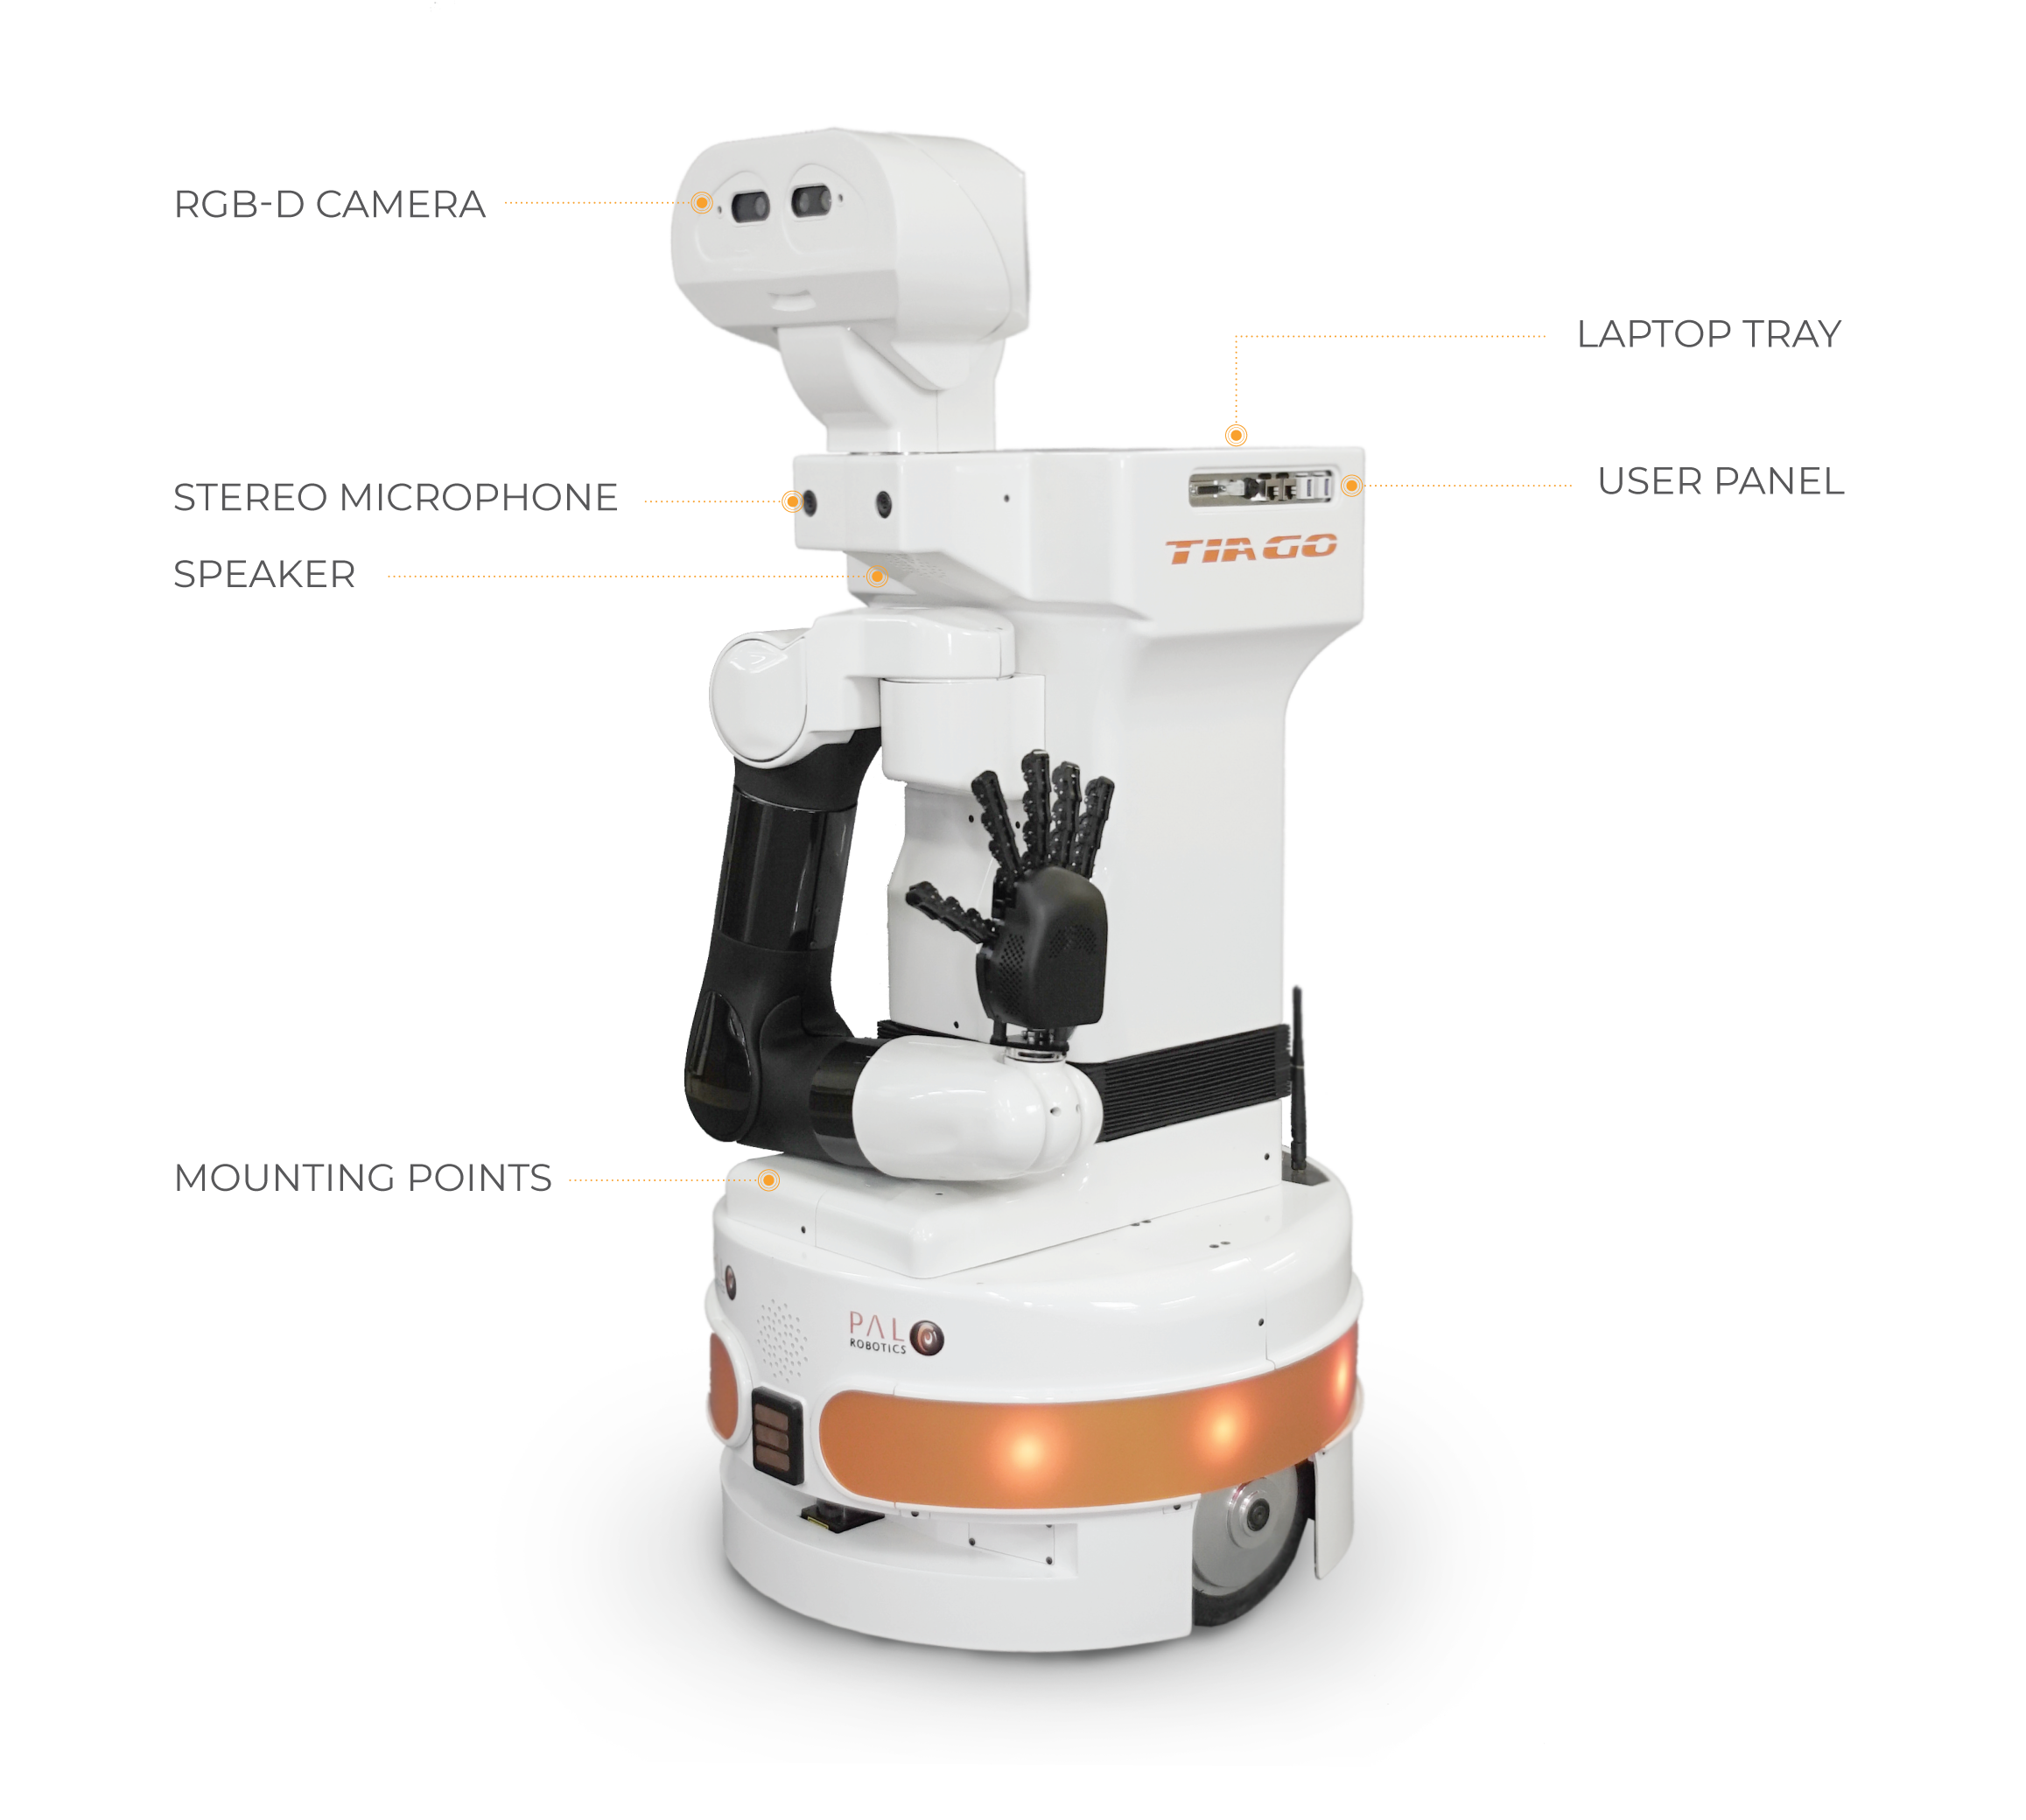 RGB-D CAMERA
LAPTOP TRAY
USER PANEL
STEREO MICROPHONE
TIAGO
SPEAKER
MOUNTING POINTS
PAL
ROBOTICS